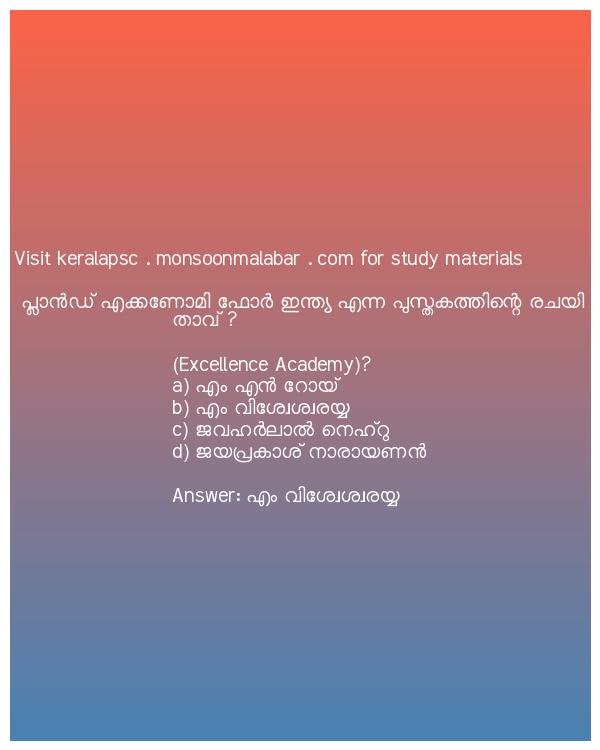 Visit keralapsc . monsoonmalabar . com for study materials
പ്ലാൻഡ് എക്കണോമി ഫോർ ഇന്ത്യ എന്ന പുസ്തകത്തിന്റെ രചയി
താവ് ?
(Excellence Academy)?
a) എം എൻ റോയ്
b) എം വിശ്വേശ്വരയ്യ
c) ജവഹർലാൽ നെഹ്റു
d) ജയപ്രകാശ് നാരായണൻ
Answer: എം വിശ്വേശ്വരയ്യ